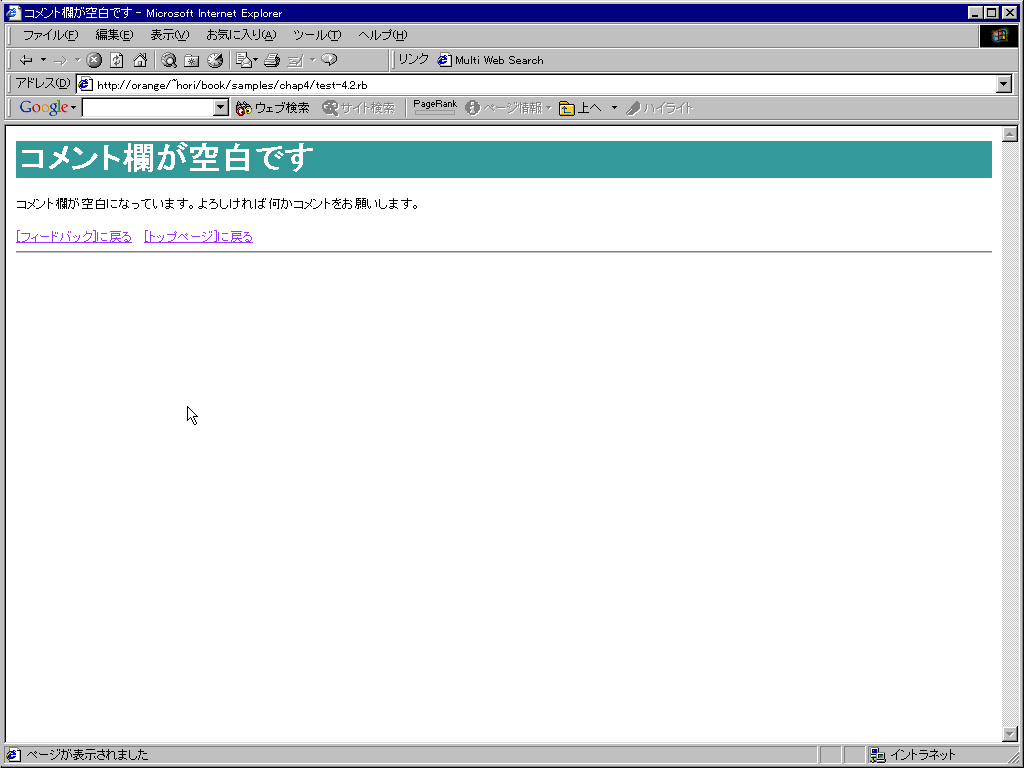 コメント欄が空白です - Microsoft Internet Explorer
ファイル(F) 編集(E) 表示(V) お気に入り(A) ツール(T) ヘルプ(H)
リンク Multi Web Search
アドレス(D) http://orange/~hori/book/samples/chap4/test-4.2.rb
Google ウェブ検索 サイト検索 PageRank ページ情報 上へ ハイライト
コメント欄が空白です
コメント欄が空白になっています。よろしければ何かコメントをお願いします。
[フィードバック]に戻る [トップページ]に戻る
ページが表示されました イントラネット